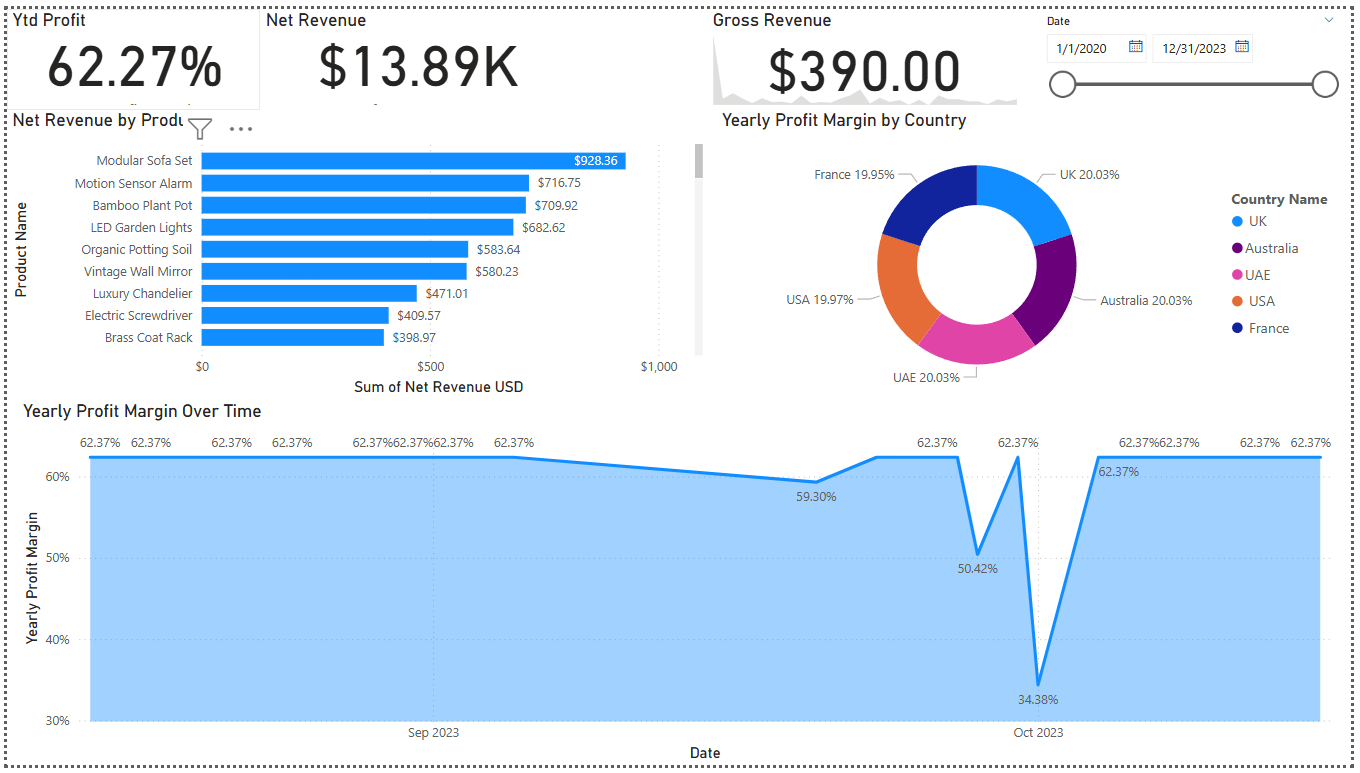 Ytd Profit
62.27%
Net Revenue
$13.89K
Gross Revenue
$390.00
Date
1/1/2020
12/31/2023
Net Revenue by Produ
Product Name
Modular Sofa Set
$928.36
Motion Sensor Alarm
$716.75
Bamboo Plant Pot
$709.92
LED Garden Lights
$682.62
Organic Potting Soil
$583.64
Vintage Wall Mirror
$580.23
Luxury Chandelier
$471.01
Electric Screwdriver
$409.57
Brass Coat Rack
$398.97
$0
$500
$1,000
Sum of Net Revenue USD
Yearly Profit Margin by Country
France 19.95%
UK 20.03%
USA 19.97%
Australia 20.03%
UAE 20.03%
Country Name
UK
Australia
UAE
USA
France
Yearly Profit Margin Over Time
Yearly Profit Margin
62.37%
62.37%
62.37%
62.37%
62.37%
62.37%
62.37%
62.37%
62.37%
62.37%
62.37%
62.37%
62.37%
62.37%
60%
50%
40%
30%
59.30%
50.42%
34.38%
62.37%
Sep 2023
Oct 2023
Date